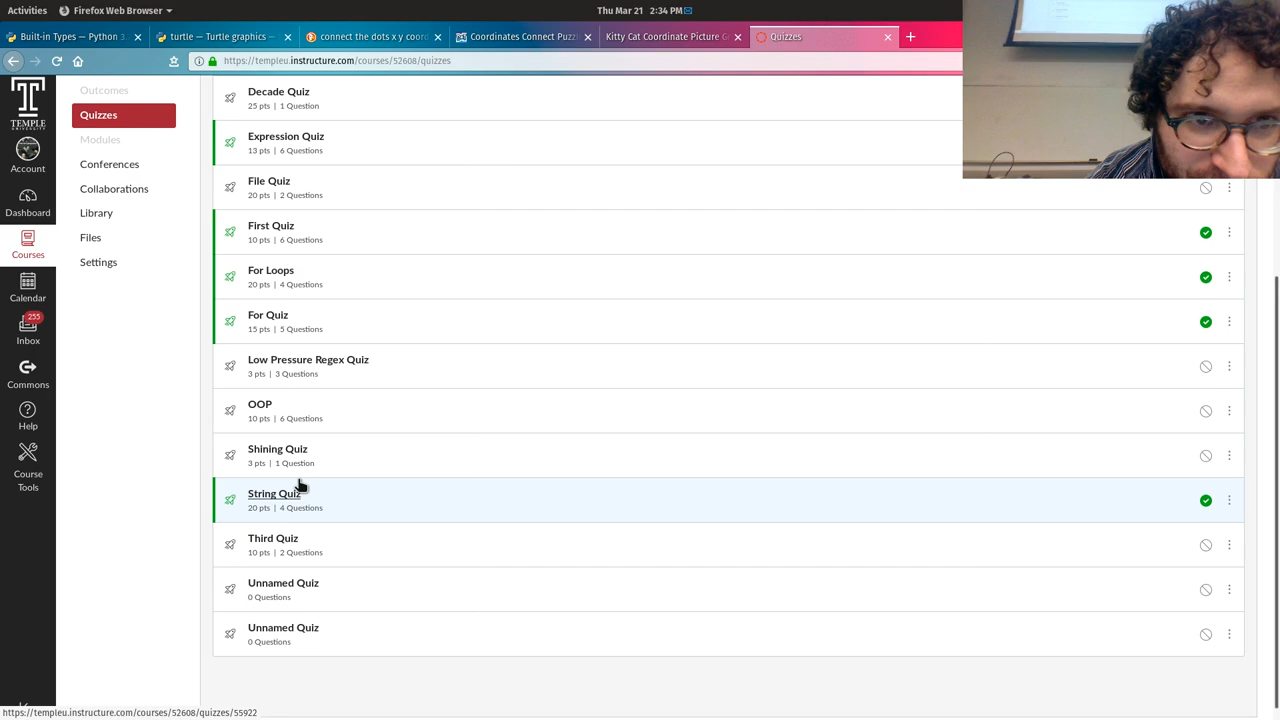 Activities
Firefox Web Browser
Thu Mar 21 2:34 PM
Built-in Types — Python 3
turtle — Turtle graphics —
connect the dots x y coord
Coordinates Connect Puzzl
Kitty Cat Coordinate Picture G
Quizzes
https://templeu.instructure.com/courses/52608/quizzes
TEMPLE
UNIVERSITY
Account
Dashboard
Courses
Calendar
255
Inbox
Commons
Help
Course
Tools
Outcomes
Quizzes
Modules
Conferences
Collaborations
Library
Files
Settings
Decade Quiz
25 pts | 1 Question
Expression Quiz
13 pts | 6 Questions
File Quiz
20 pts | 2 Questions
First Quiz
10 pts | 6 Questions
For Loops
20 pts | 4 Questions
For Quiz
15 pts | 5 Questions
Low Pressure Regex Quiz
3 pts | 3 Questions
OOP
10 pts | 6 Questions
Shining Quiz
3 pts | 1 Question
String Quiz
20 pts | 4 Questions
Third Quiz
10 pts | 2 Questions
Unnamed Quiz
0 Questions
Unnamed Quiz
0 Questions
https://templeu.instructure.com/courses/52608/quizzes/55922